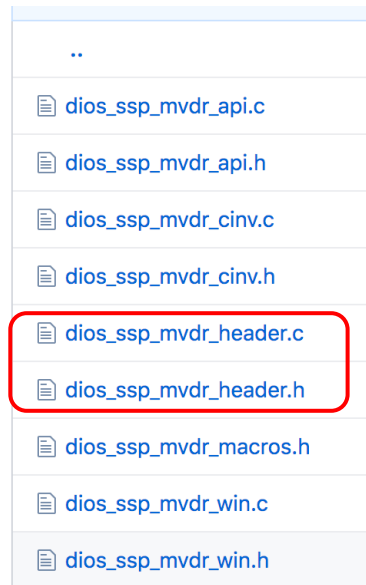 ..
dios_ssp_mvdr_api.c
dios_ssp_mvdr_api.h
dios_ssp_mvdr_cinv.c
dios_ssp_mvdr_cinv.h
dios_ssp_mvdr_header.c
dios_ssp_mvdr_header.h
dios_ssp_mvdr_macros.h
dios_ssp_mvdr_win.c
dios_ssp_mvdr_win.h